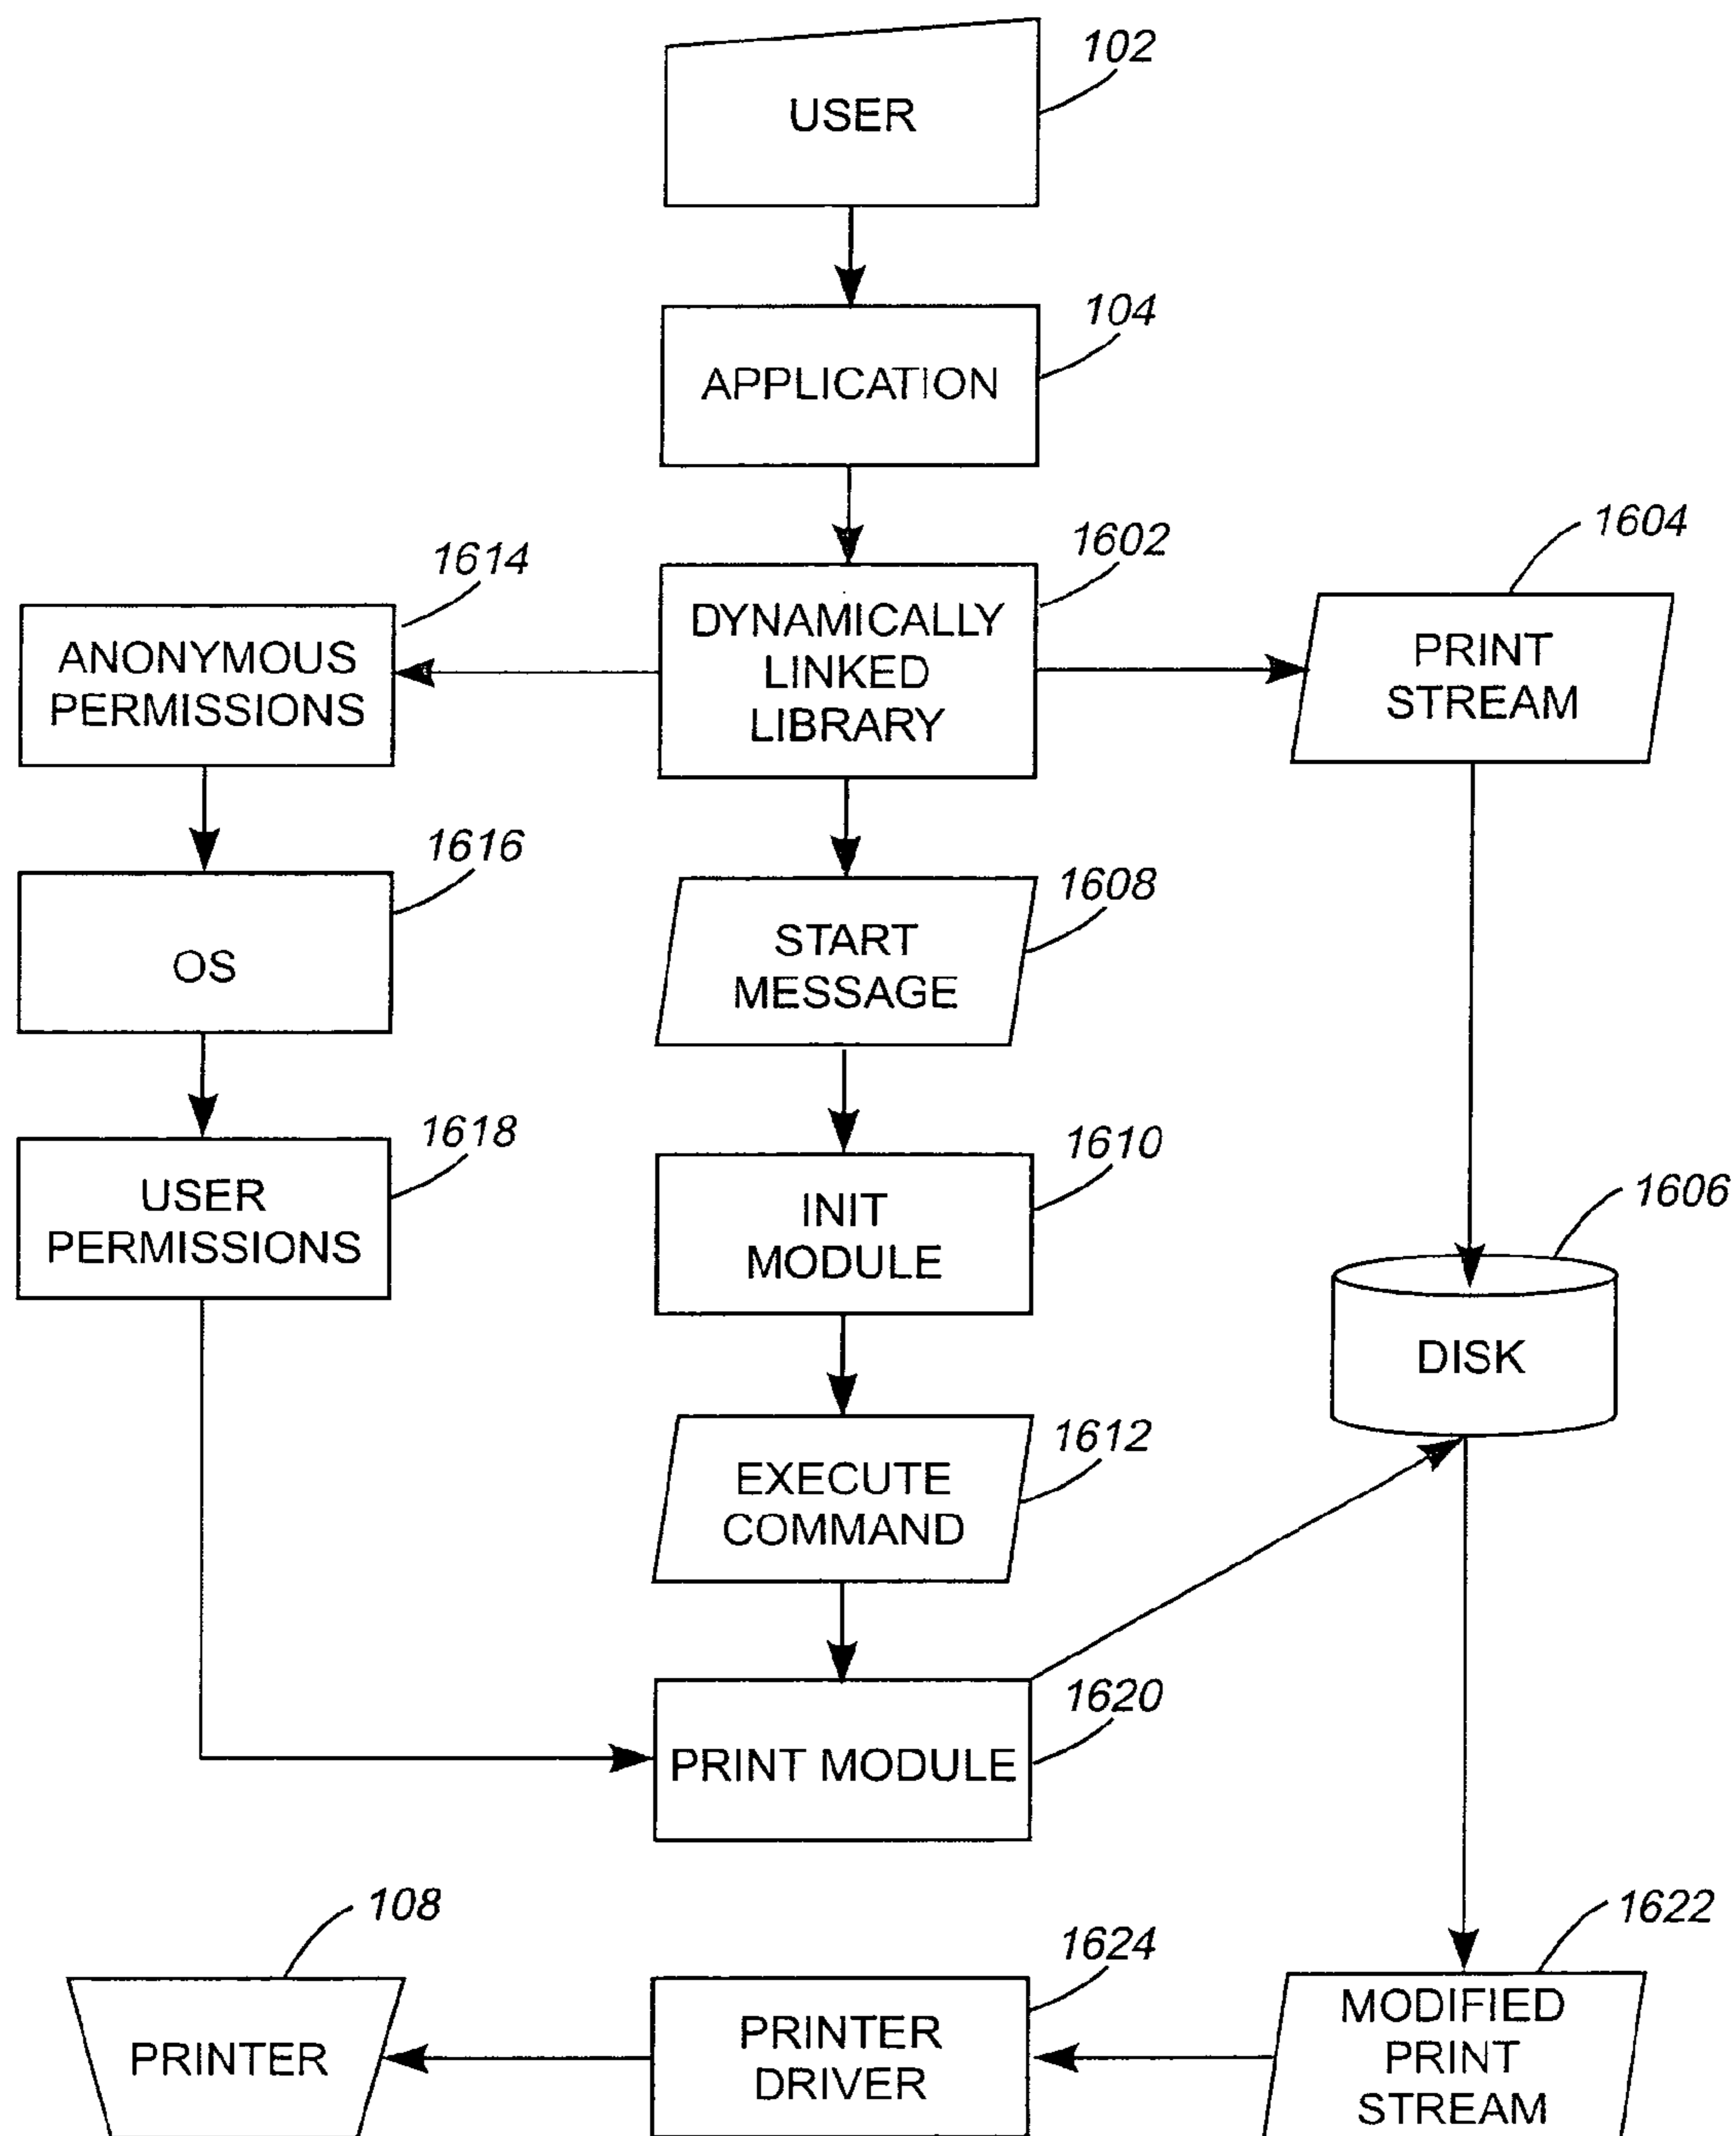 102
USER
104
APPLICATION
1602
1604
1614
DYNAMICALLY
LINKED
LIBRARY
ANONYMOUS
PERMISSIONS
PRINT
STREAM
1616
1608
OS
START
MESSAGE
1618
1610
1606
USER
PERMISSIONS
INIT
MODULE
DISK
1612
EXECUTE
COMMAND
1620
PRINT MODULE
108
1624
1622
PRINTER
PRINTER
DRIVER
MODIFIED
PRINT
STREAM